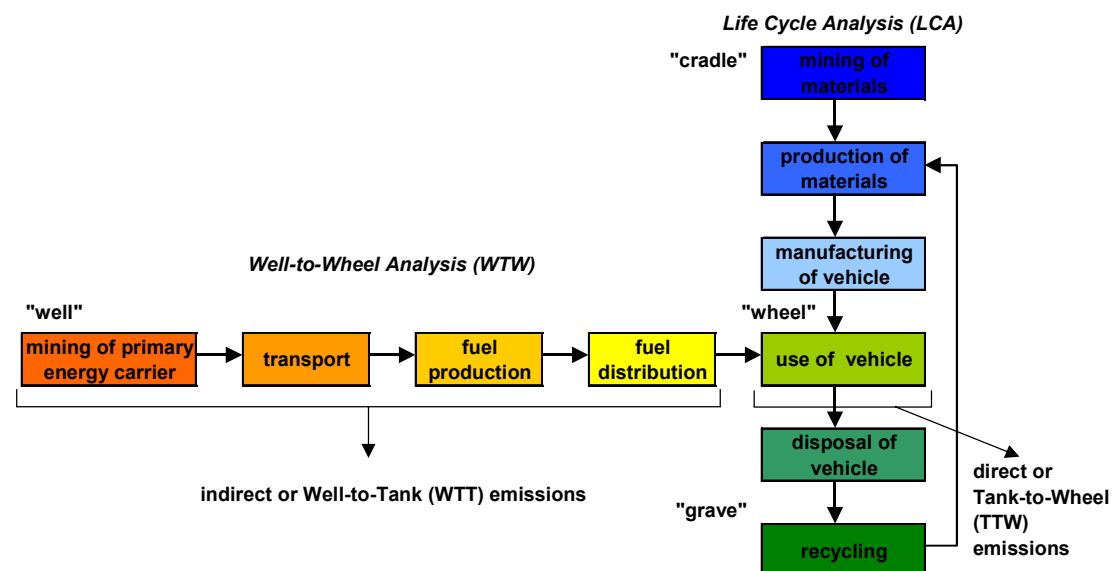 Life Cycle Analysis (LCA)
"cradle"
mining of
materials
production of
materials
manufacturing
of vehicle
Well-to-Wheel Analysis (WTW)
"well"
"wheel"
mining of primary
energy carrier
transport
fuel
production
fuel
distribution
use of vehicle
disposal of
vehicle
indirect or Well-to-Tank (WTT) emissions
direct or
Tank-to-Wheel
(TTW)
emissions
"grave"
recycling